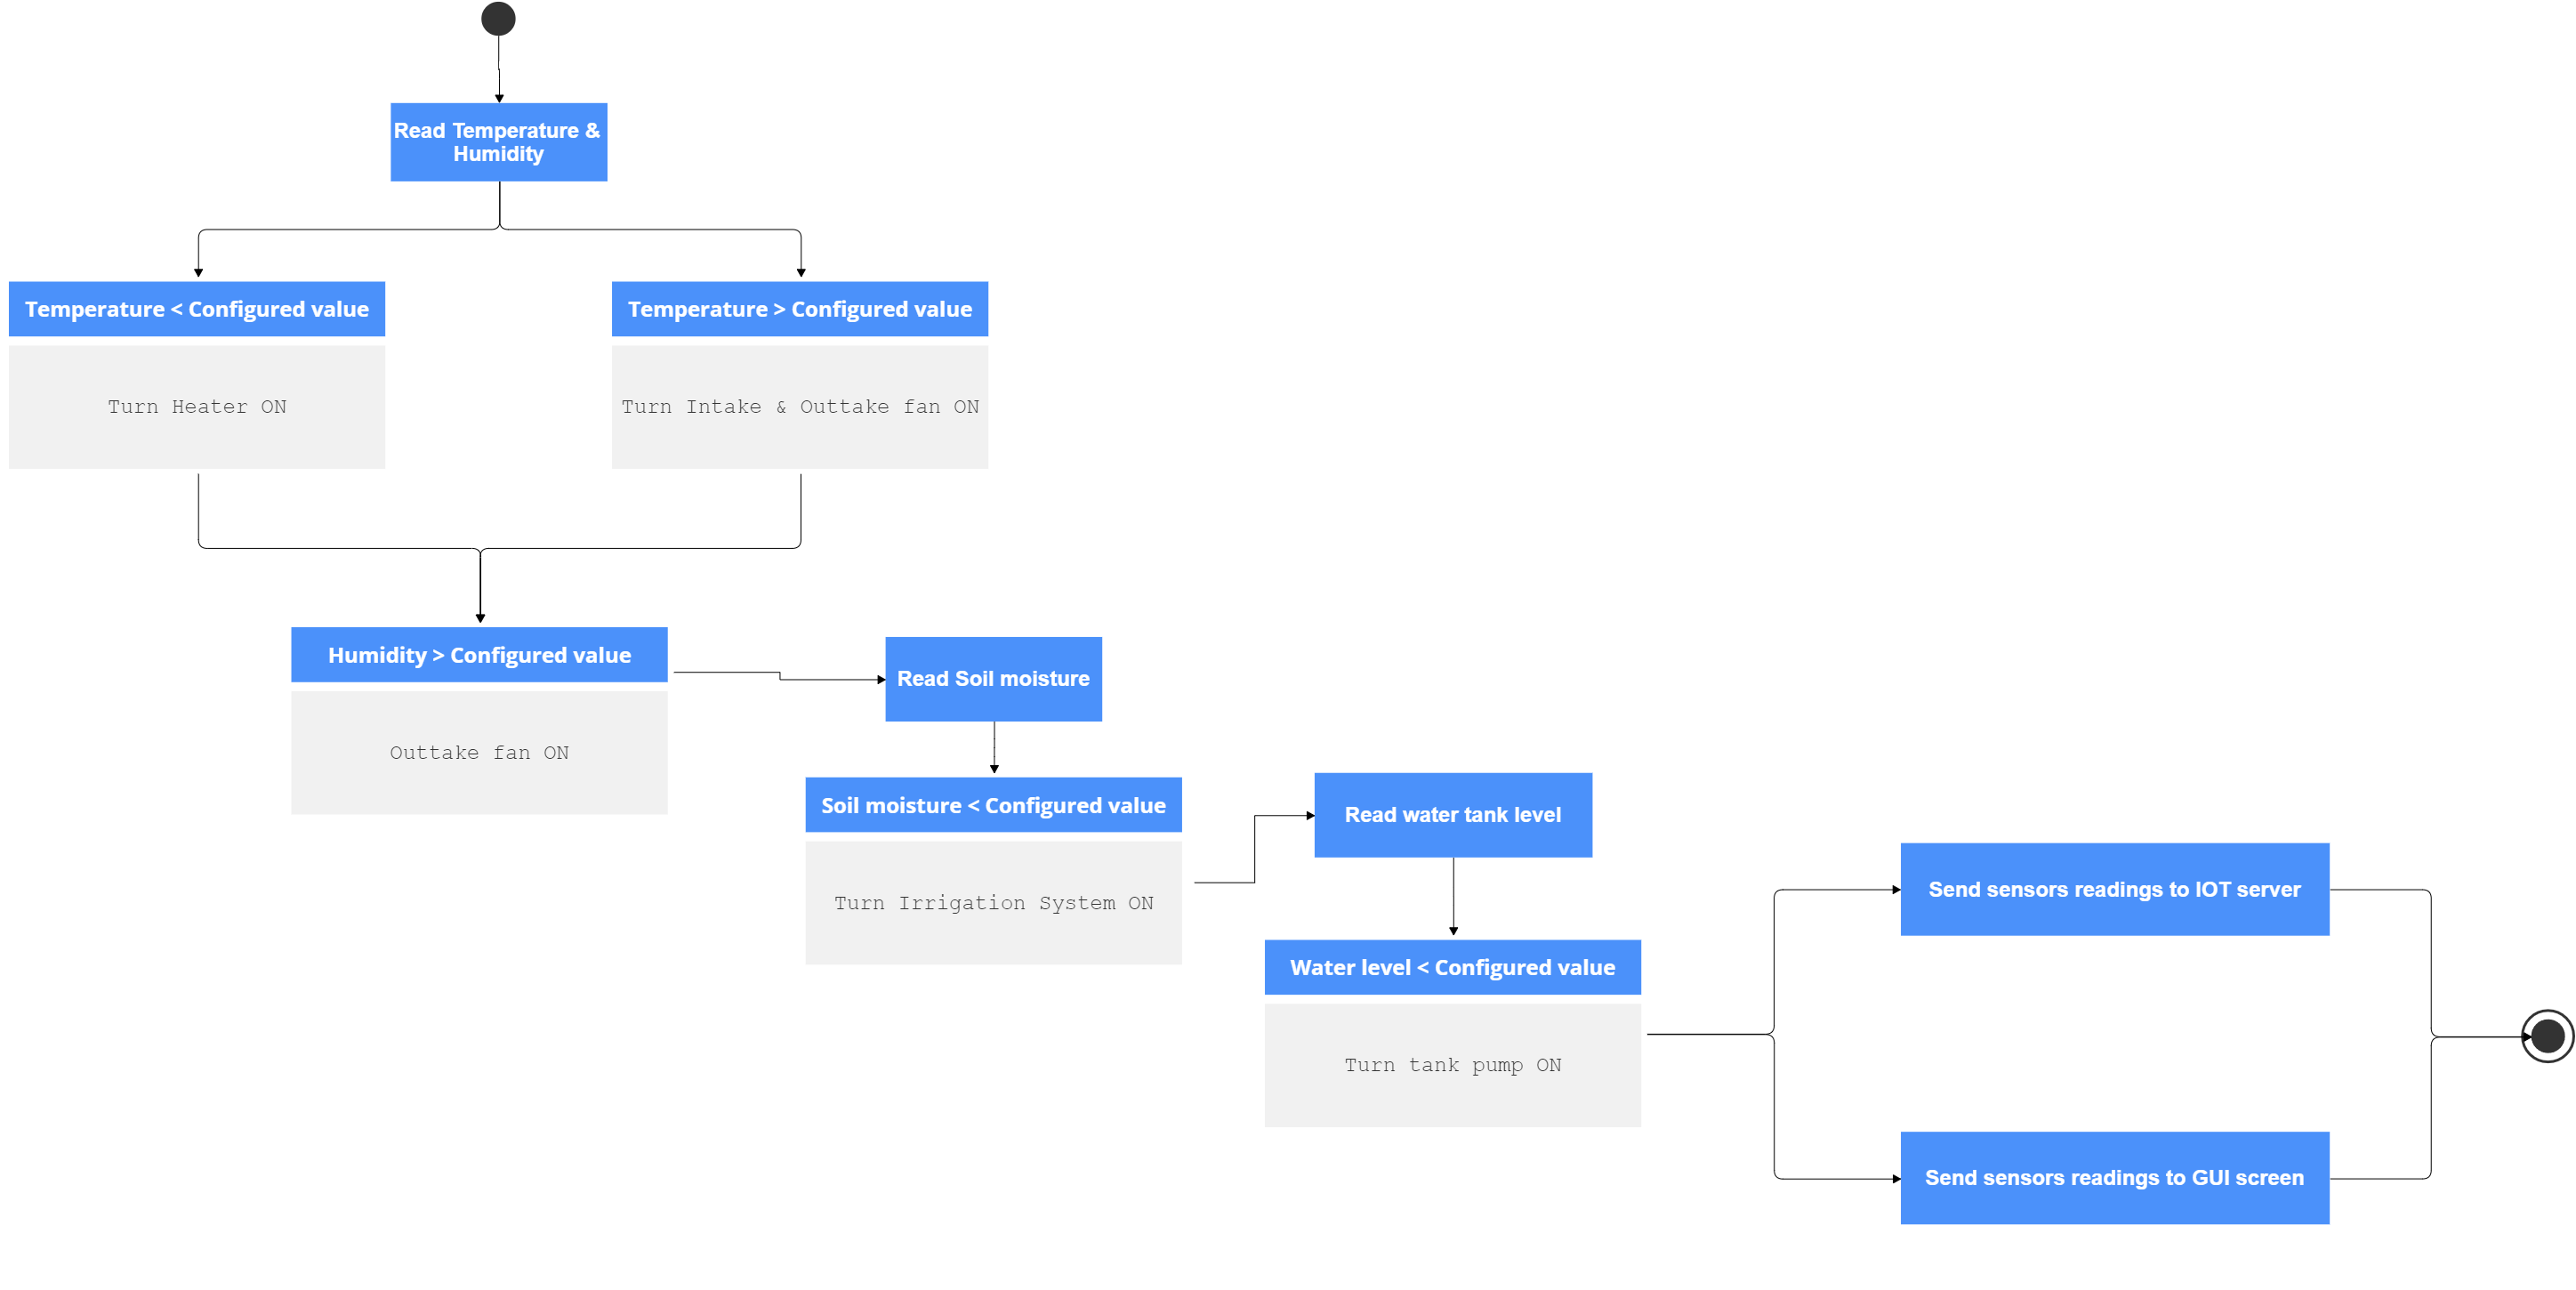 Read Temperature &
Humidity
Temperature < Configured value
Turn Heater ON
Temperature > Configured value
Turn Intake & Outtake fan ON
Humidity > Configured value
Outtake fan ON
Read Soil moisture
Soil moisture < Configured value
Turn Irrigation System ON
Read water tank level
Water level < Configured value
Turn tank pump ON
Send sensors readings to IOT server
Send sensors readings to GUI screen